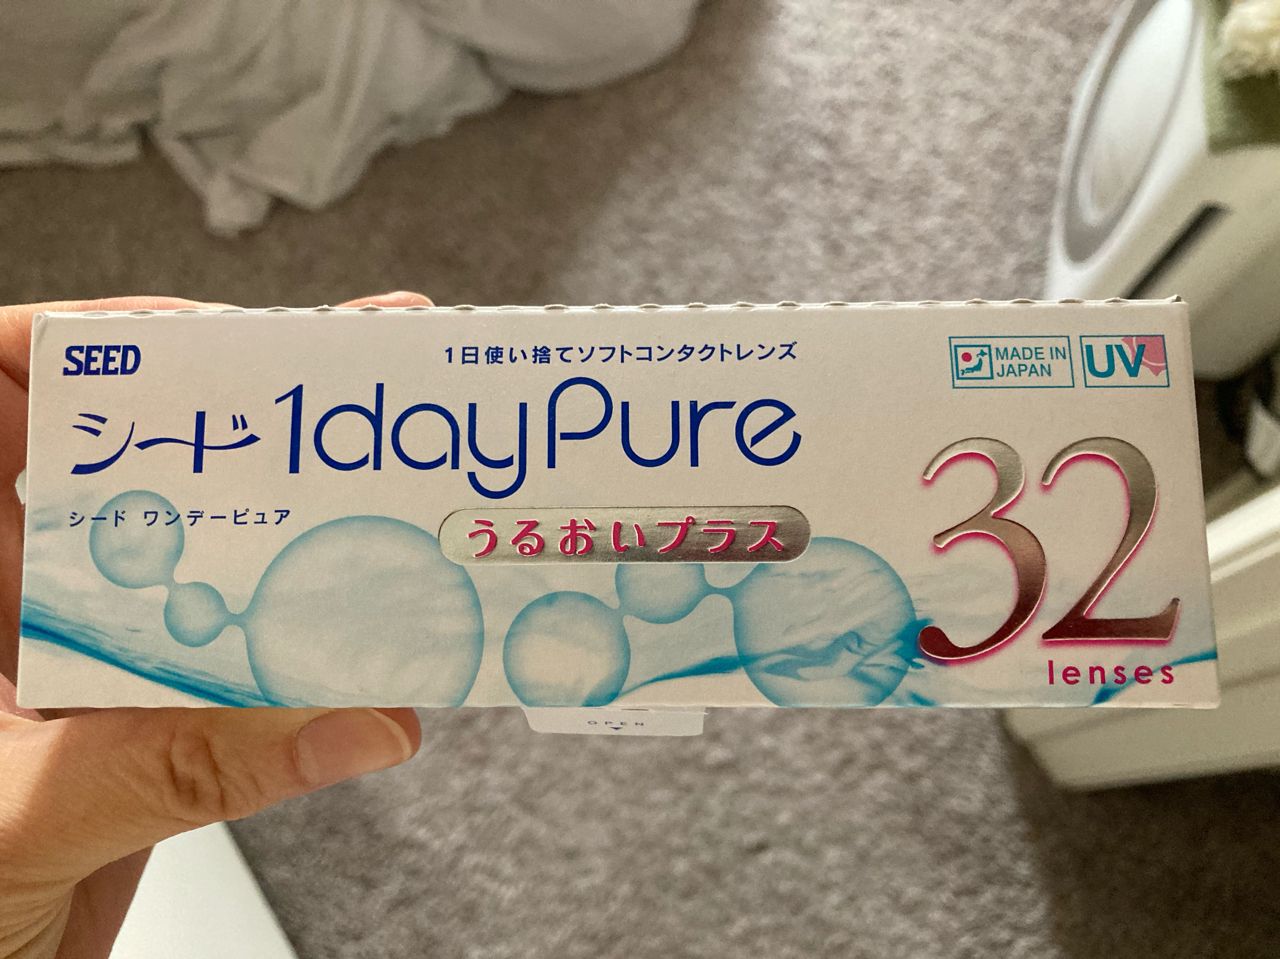 SEED
1日使い捨てソフトコンタクトレンズ
MADE IN
JAPAN
UV
シード 1dayPure
シード ワンデーピュア
うるおいプラス
32
lenses
OPEN